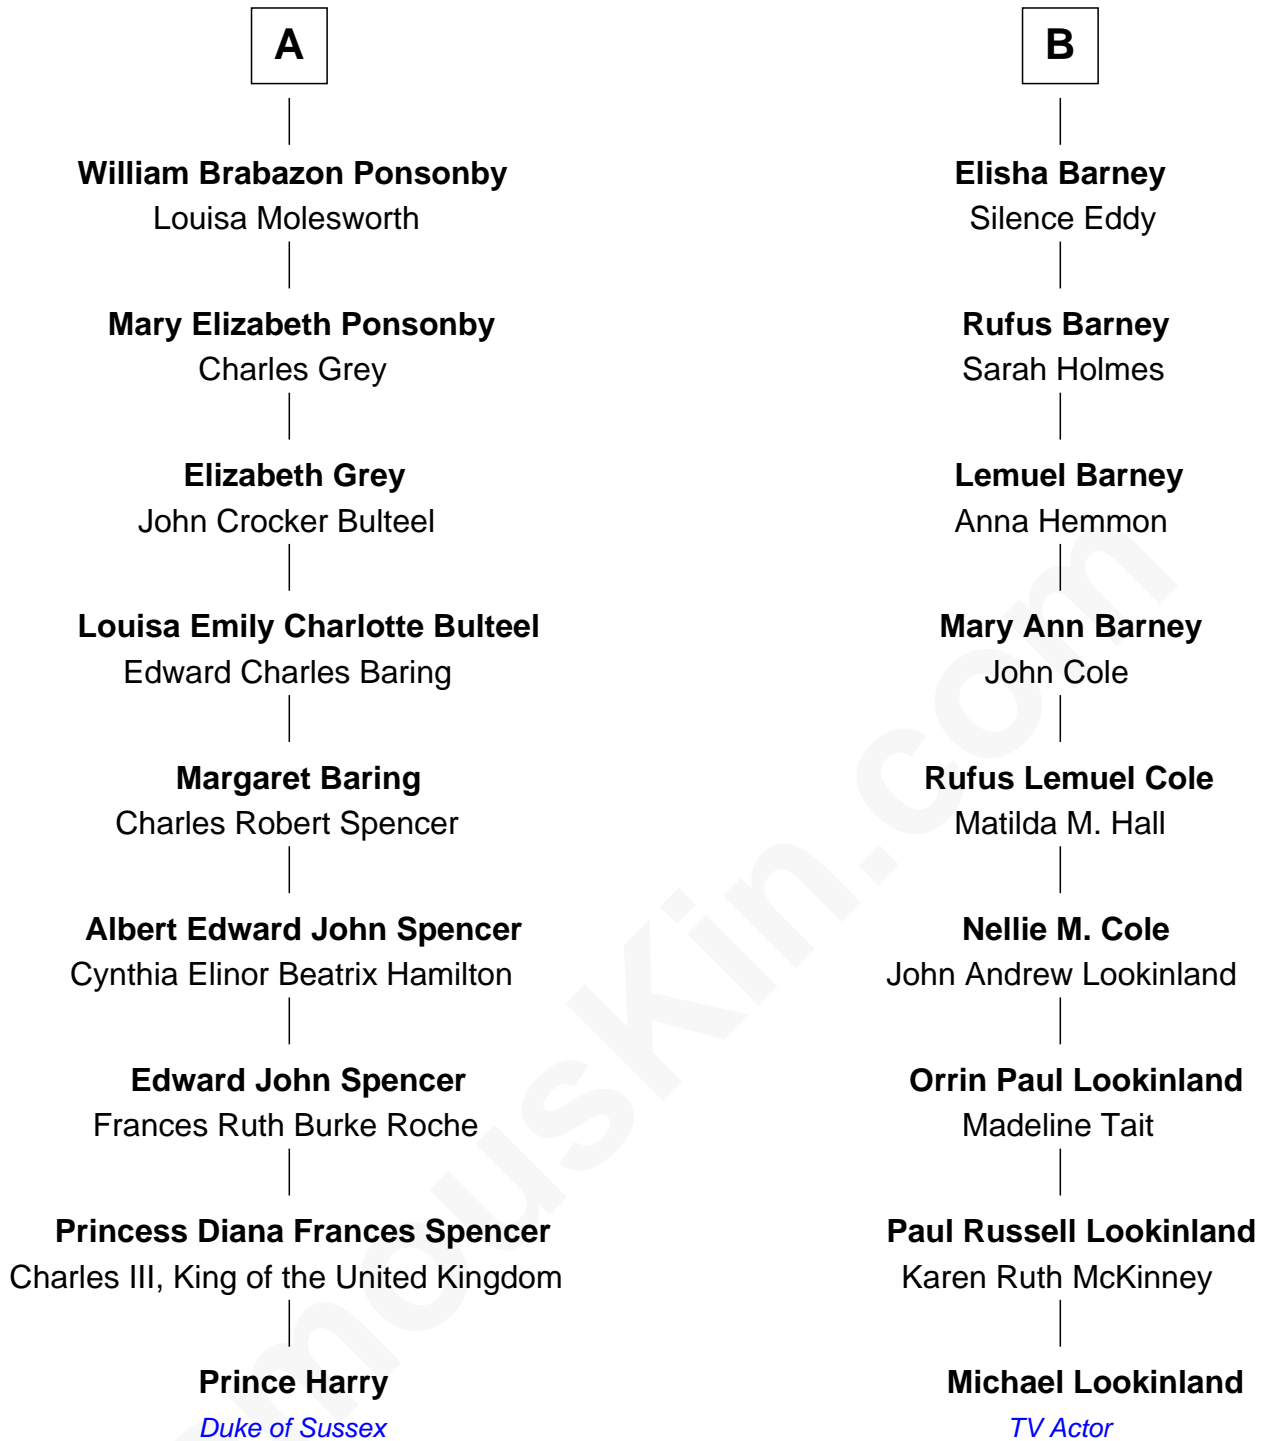 A
William Brabazon Ponsonby
Louisa Molesworth
Mary Elizabeth Ponsonby
Charles Grey
Elizabeth Grey
John Crocker Bulteel
Louisa Emily Charlotte Bulteel
Edward Charles Baring
Margaret Baring
Charles Robert Spencer
Albert Edward John Spencer
Cynthia Elinor Beatrix Hamilton
Edward John Spencer
Frances Ruth Burke Roche
Princess Diana Frances Spencer
Charles III, King of the United Kingdom
Prince Harry
Duke of Sussex
B
Elisha Barney
Silence Eddy
Rufus Barney
Sarah Holmes
Lemuel Barney
Anna Hemmon
Mary Ann Barney
John Cole
Rufus Lemuel Cole
Matilda M. Hall
Nellie M. Cole
John Andrew Lookinland
Orrin Paul Lookinland
Madeline Tait
Paul Russell Lookinland
Karen Ruth McKinney
Michael Lookinland
TV Actor
mouskin.com